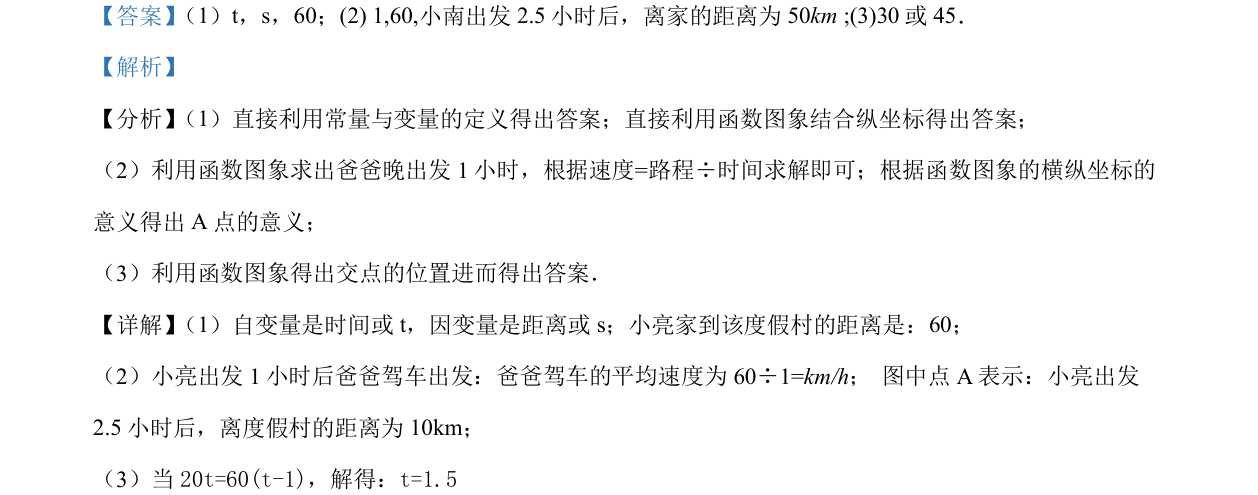 【答案】（1）t，s，60；(2) 1,60,小南出发 2.5 小时后，离家的距离为 50km ;(3)30 或 45．
【解析】
【分析】（1）直接利用常量与变量的定义得出答案；直接利用函数图象结合纵坐标得出答案；
（2）利用函数图象求出爸爸晚出发 1 小时，根据速度=路程÷时间求解即可；根据函数图象的横纵坐标的
意义得出 A 点的意义；
（3）利用函数图象得出交点的位置进而得出答案．
【详解】（1）自变量是时间或 t，因变量是距离或 s；小亮家到该度假村的距离是：60；
（2）小亮出发 1 小时后爸爸驾车出发：爸爸驾车的平均速度为 60÷1=km/h； 图中点 A 表示：小亮出发
2.5 小时后，离度假村的距离为 10km；
（3）当 20t=60(t-1)，解得：t=1.5